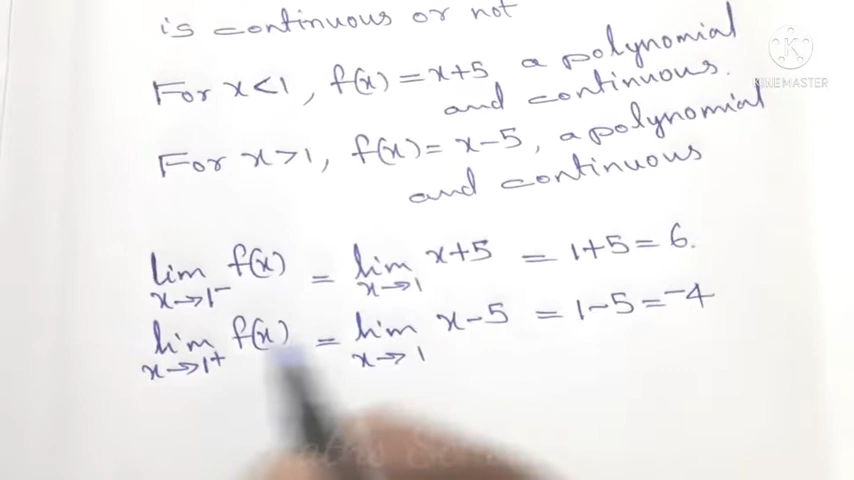 is continuous or not
For x<1, f(x) = x+5 a polynomial
and continuous.
For x>1, f(x) = x-5, a polynomial
and continuous
lim x→1⁻ f(x) = lim x→1 x+5 = 1+5 = 6.
lim x→1⁺ f(x) = lim x→1 x-5 = 1-5 = -4
KINEMASTER